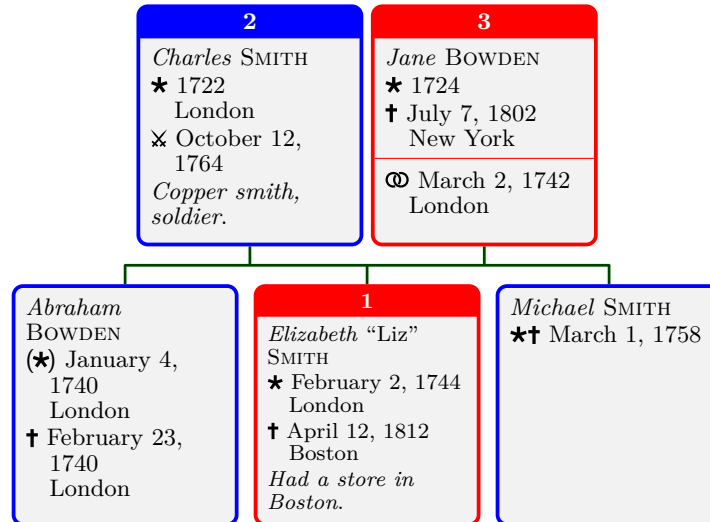 2
Charles SMITH
* 1722
London
⚔ October 12,
1764
Copper smith,
soldier.
3
Jane BOWDEN
* 1724
† July 7, 1802
New York
⚭ March 2, 1742
London
Abraham
BOWDEN
(*) January 4,
1740
London
† February 23,
1740
London
1
Elizabeth “Liz”
SMITH
* February 2, 1744
London
† April 12, 1812
Boston
Had a store in
Boston.
Michael SMITH
*† March 1, 1758